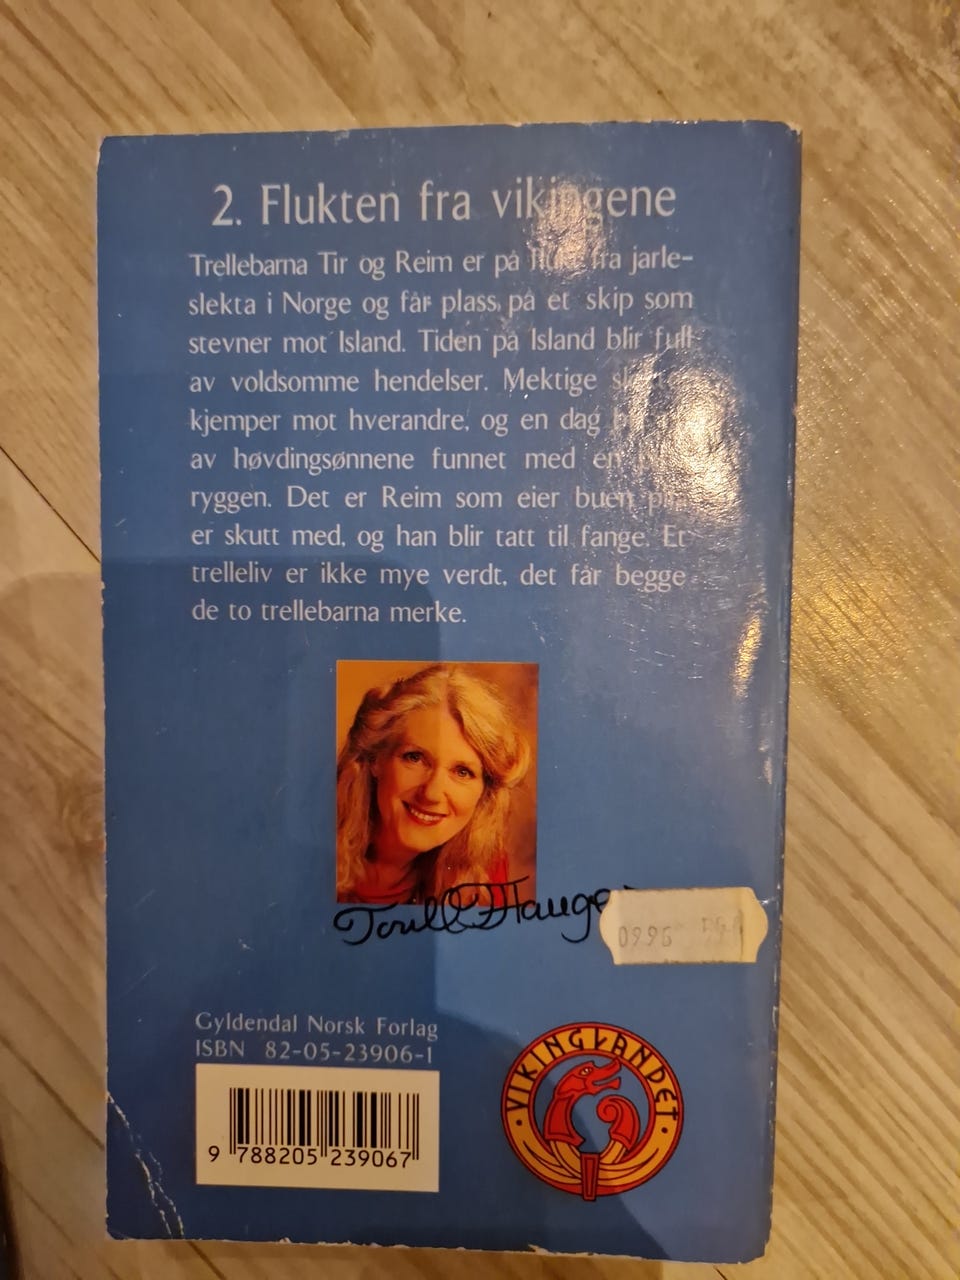 2. Flukten fra vikingene
Trellebarna Tir og Reim er på fra jarle-
slekta i Norge og får plass på et skip som
stevner mot Island. Tiden på Island blir full
av voldsomme hendelser. Mektige
kjemper mot hverandre, og en dag
av høvdingsønnene funnet med en
ryggen. Det er Reim som eier buen
er skutt med, og han blir tatt til fange. Et
trelleliv er ikke mye verdt, det får begge
de to trellebarna merke.
Torill T Hauge
0996
Gyldendal Norsk Forlag
ISBN 82-05-23906-1
9 788205 239067
VIKINGLANDET